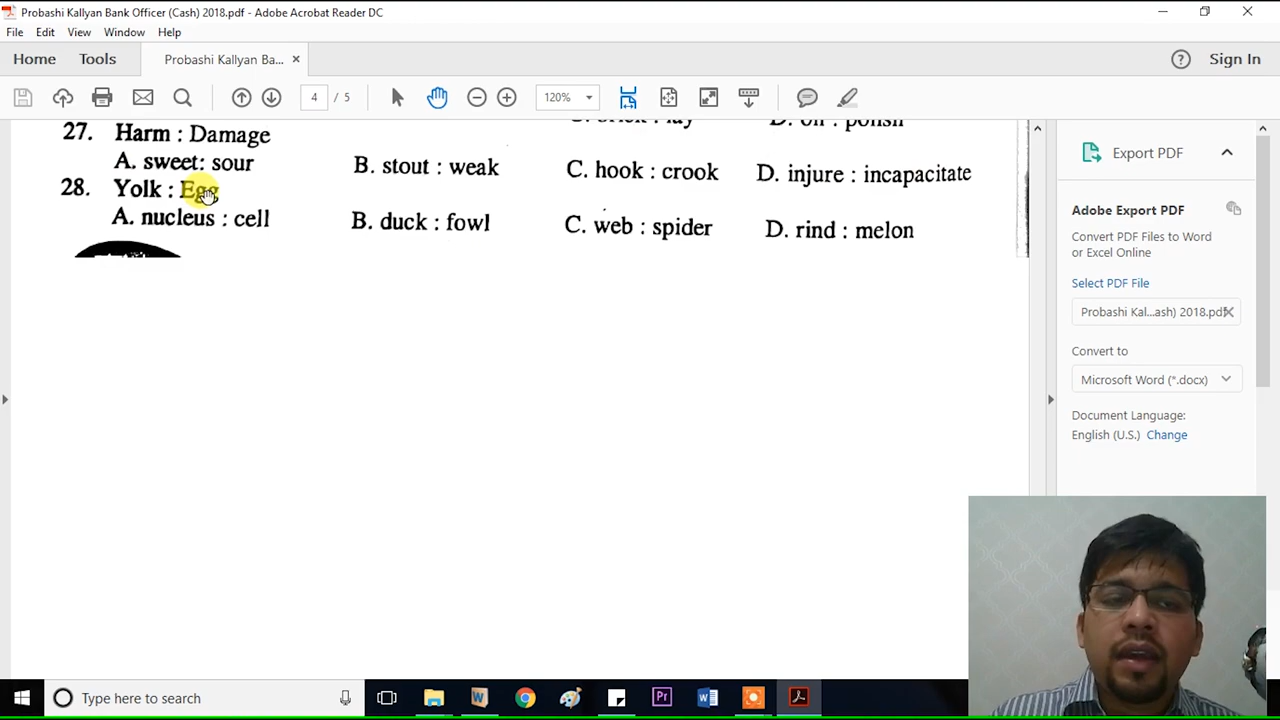 Probashi Kallyan Bank Officer (Cash) 2018.pdf - Adobe Acrobat Reader DC
File Edit View Window Help
Home Tools Probashi Kallyan Ba... × Sign In
4 / 5 120%
C. brick : lay D. oil : polish
27. Harm : Damage
A. sweet: sour B. stout : weak C. hook : crook D. injure : incapacitate
28. Yolk : Egg
A. nucleus : cell B. duck : fowl C. web : spider D. rind : melon
Export PDF
Adobe Export PDF
Convert PDF Files to Word
or Excel Online
Select PDF File
Probashi Kal...ash) 2018.pdf
Convert to
Microsoft Word (*.docx)
Document Language:
English (U.S.) Change
Type here to search